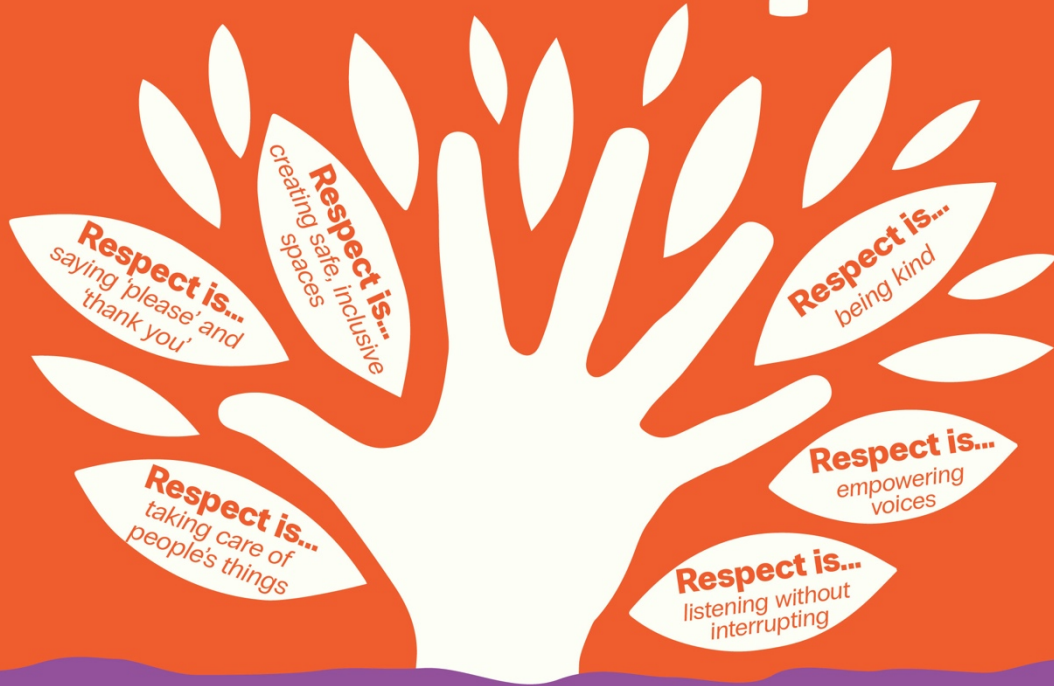 Respect is...
saying 'please' and
'thank you'
Respect is...
creating safe, inclusive
spaces
Respect is...
being kind
Respect is...
taking care of
people's things
Respect is...
empowering
voices
Respect is...
listening without
interrupting